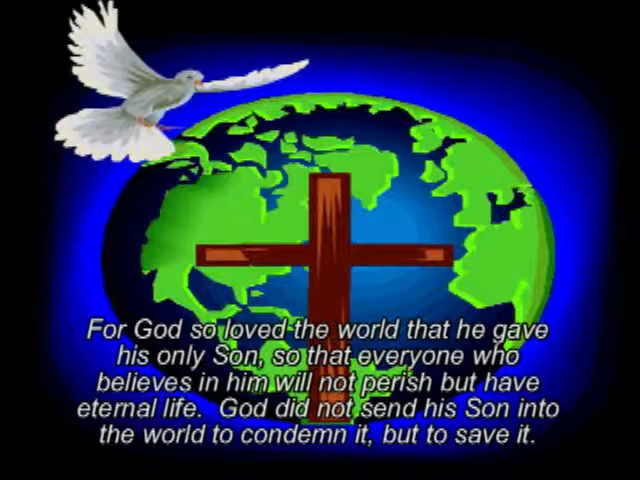 For God so loved the world that he gave
his only Son, so that everyone who
believes in him will not perish but have
eternal life.  God did not send his Son into
the world to condemn it, but to save it.